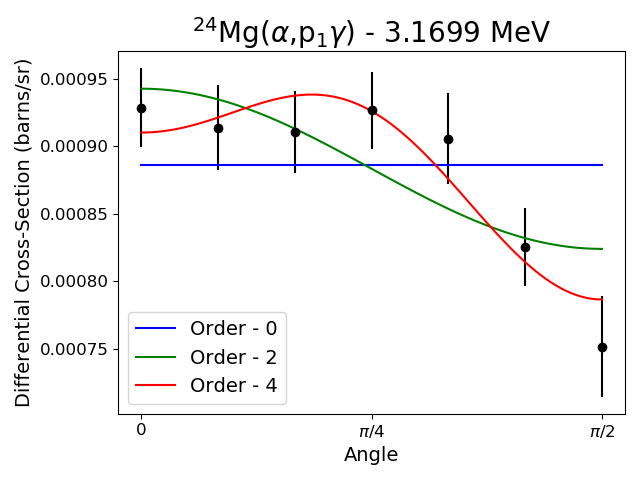 ²⁴Mg(α,p₁γ) - 3.1699 MeV
Differential Cross-Section (barns/sr)
0.00095
0.00090
0.00085
0.00080
0.00075
Order - 0
Order - 2
Order - 4
0
π/4
π/2
Angle